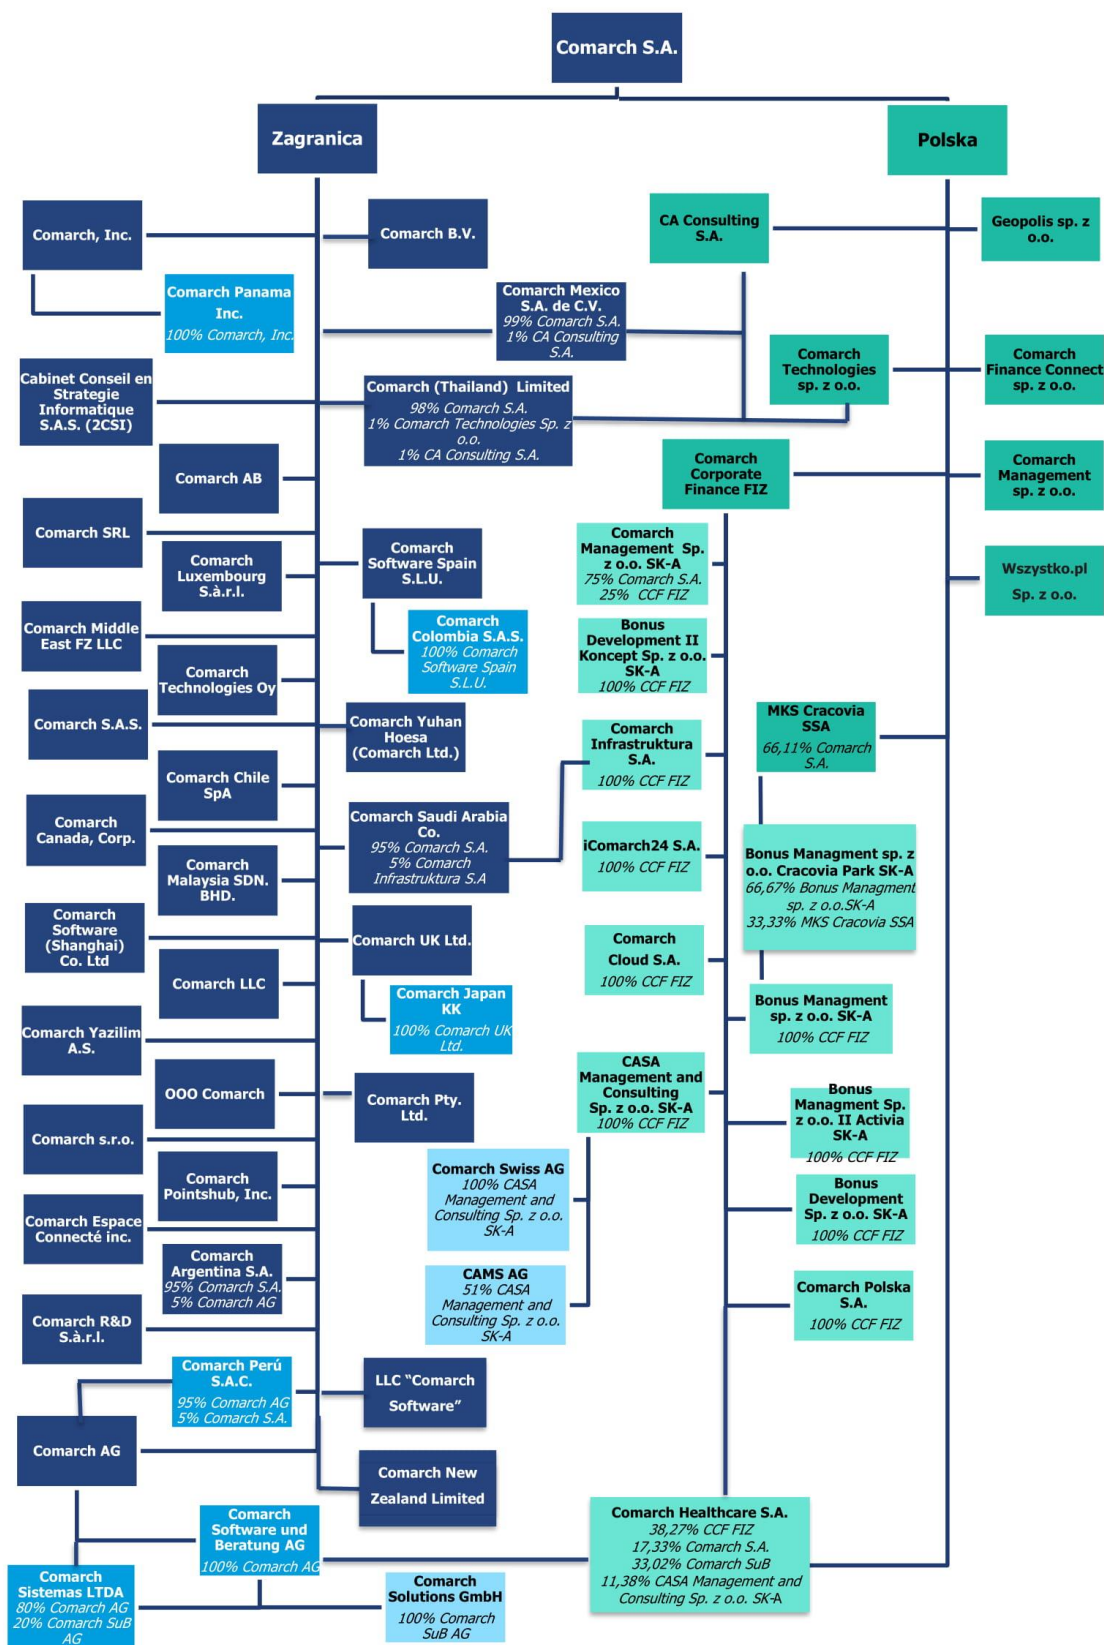 Comarch S.A.
Zagranica
Polska
Comarch, Inc.
Comarch B.V.
CA Consulting
S.A.
Geopolis sp. z
o.o.
Comarch Panama
Inc.
100% Comarch, Inc.
Comarch Mexico
S.A. de C.V.
99% Comarch S.A.
1% CA Consulting
S.A.
Cabinet Conseil en
Strategie
Informatique
S.A.S. (2CSI)
Comarch (Thailand) Limited
98% Comarch S.A.
1% Comarch Technologies Sp. z
o.o.
1% CA Consulting S.A.
Comarch
Technologies
sp. z o.o.
Comarch
Finance Connect
sp. z o.o.
Comarch AB
Comarch
Corporate
Finance FIZ
Comarch
Management
sp. z o.o.
Comarch SRL
Comarch
Luxembourg
S.à.r.l.
Comarch
Software Spain
S.L.U.
Comarch
Management Sp.
z o.o. SK-A
75% Comarch S.A.
25% CCF FIZ
Wszystko.pl
Sp. z o.o.
Comarch Middle
East FZ LLC
Comarch
Colombia S.A.S.
100% Comarch
Software Spain
S.L.U.
Bonus
Development II
Koncept Sp. z o.o.
SK-A
100% CCF FIZ
Comarch
Technologies Oy
Comarch S.A.S.
Comarch Yuhan
Hoesa
(Comarch Ltd.)
Comarch
Infrastruktura
S.A.
100% CCF FIZ
MKS Cracovia
SSA
66,11% Comarch
S.A.
Comarch Chile
SpA
Comarch
Canada, Corp.
Comarch Saudi Arabia
Co.
95% Comarch S.A.
5% Comarch
Infrastruktura S.A
iComarch24 S.A.
100% CCF FIZ
Bonus Managment sp. z
o.o. Cracovia Park SK-A
66,67% Bonus Managment
sp. z o.o.SK-A
33,33% MKS Cracovia SSA
Comarch
Malaysia SDN.
BHD.
Comarch
Software
(Shanghai)
Co. Ltd
Comarch UK Ltd.
Comarch
Cloud S.A.
100% CCF FIZ
Comarch LLC
Comarch Japan
KK
100% Comarch UK
Ltd.
Bonus Managment
sp. z o.o. SK-A
100% CCF FIZ
Comarch Yazilim
A.S.
OOO Comarch
Comarch Pty.
Ltd.
CASA
Management and
Consulting
Sp. z o.o. SK-A
100% CCF FIZ
Bonus
Managment Sp.
z o.o. II Activia
SK-A
100% CCF FIZ
Comarch s.r.o.
Comarch
Pointshub, Inc.
Comarch Swiss AG
100% CASA
Management and
Consulting Sp. z o.o.
SK-A
Bonus
Development
Sp. z o.o. SK-A
100% CCF FIZ
Comarch Espace
Connecté inc.
Comarch
Argentina S.A.
95% Comarch S.A.
5% Comarch AG
CAMS AG
51% CASA
Management and
Consulting Sp. z o.o.
SK-A
Comarch Polska
S.A.
100% CCF FIZ
Comarch R&D
S.à.r.l.
Comarch Perú
S.A.C.
95% Comarch AG
5% Comarch S.A.
LLC “Comarch
Software”
Comarch AG
Comarch New
Zealand Limited
Comarch
Software und
Beratung AG
100% Comarch AG
Comarch Healthcare S.A.
38,27% CCF FIZ
17,33% Comarch S.A.
33,02% Comarch SuB
11,38% CASA Management and
Consulting Sp. z o.o. SK-A
Comarch
Sistemas LTDA
80% Comarch AG
20% Comarch SuB
AG
Comarch
Solutions GmbH
100% Comarch
SuB AG